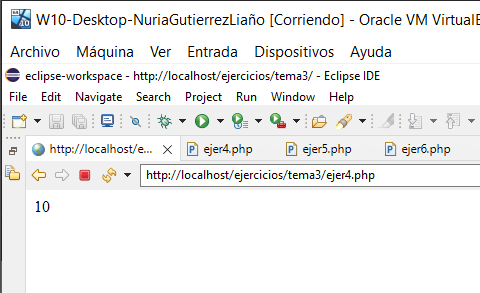 W10-Desktop-NuriaGutierrezLiaño [Corriendo] - Oracle VM VirtualB
Archivo Máquina Ver Entrada Dispositivos Ayuda
eclipse-workspace - http://localhost/ejercicios/tema3/ - Eclipse IDE
File Edit Navigate Search Project Run Window Help
http://localhost/e... ejer4.php ejer5.php ejer6.php
http://localhost/ejercicios/tema3/ejer4.php
10